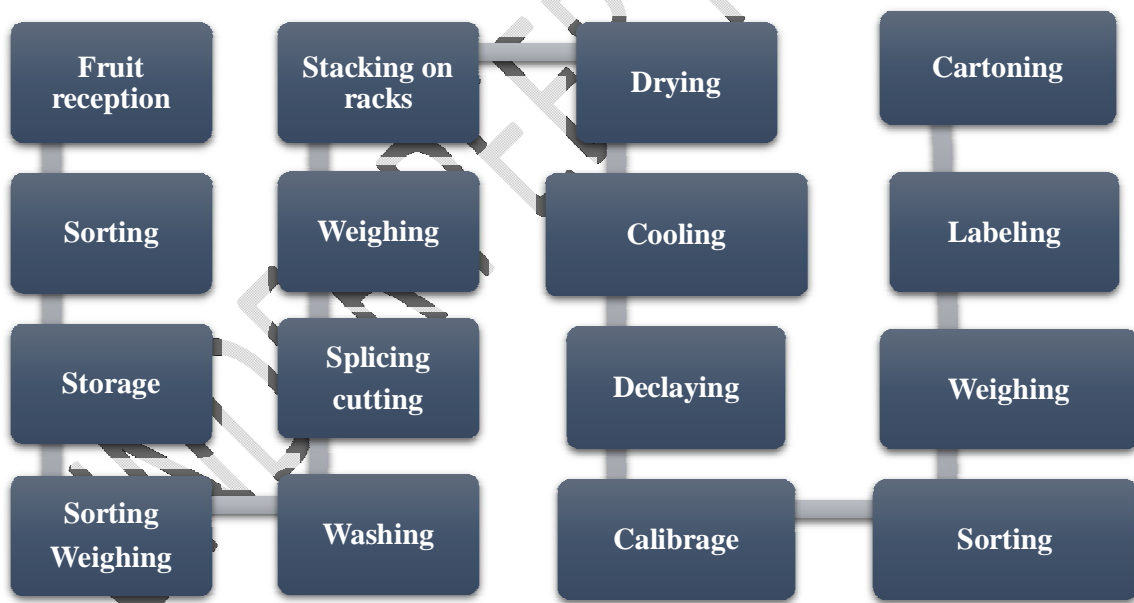 Fruit
reception
Sorting
Storage
Sorting
Weighing
Washing
Splicing
cutting
Weighing
Stacking on
racks
Drying
Cooling
Declaying
Calibrage
Sorting
Weighing
Labeling
Cartoning